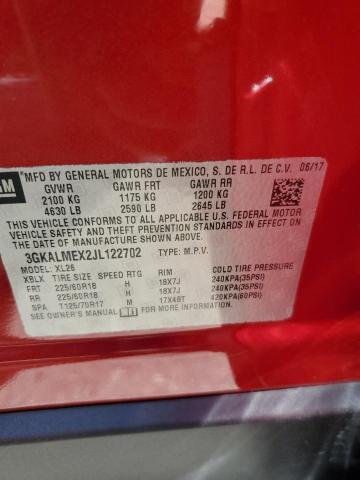 GM
MFD BY GENERAL MOTORS DE MEXICO, S. DE R.L. DE C.V. 06/17
GVWR GAWR FRT GAWR RR
2100 KG 1175 KG 1200 KG
4630 LB 2590 LB 2645 LB
THIS VEHICLE CONFORMS TO ALL APPLICABLE U.S. FEDERAL MOTOR VEHICLE SAFETY, BUMPER, AND THEFT PREVENTION STANDARDS IN EFFECT ON THE DATE OF MANUFACTURE SHOWN ABOVE.
3GKALMEX2JL122702 TYPE: M.P.V.
MODEL: XL26
XBLX TIRE SIZE SPEED RTG RIM COLD TIRE PRESSURE
FRT 225/60R18 H 18X7J 240KPA(35PSI)
RR 225/60R18 H 18X7J 240KPA(35PSI)
SPA T125/70R17 M 17X4BT 420KPA(60PSI)
SEE OWNER'S MANUAL FOR ADDITIONAL INFORMATION